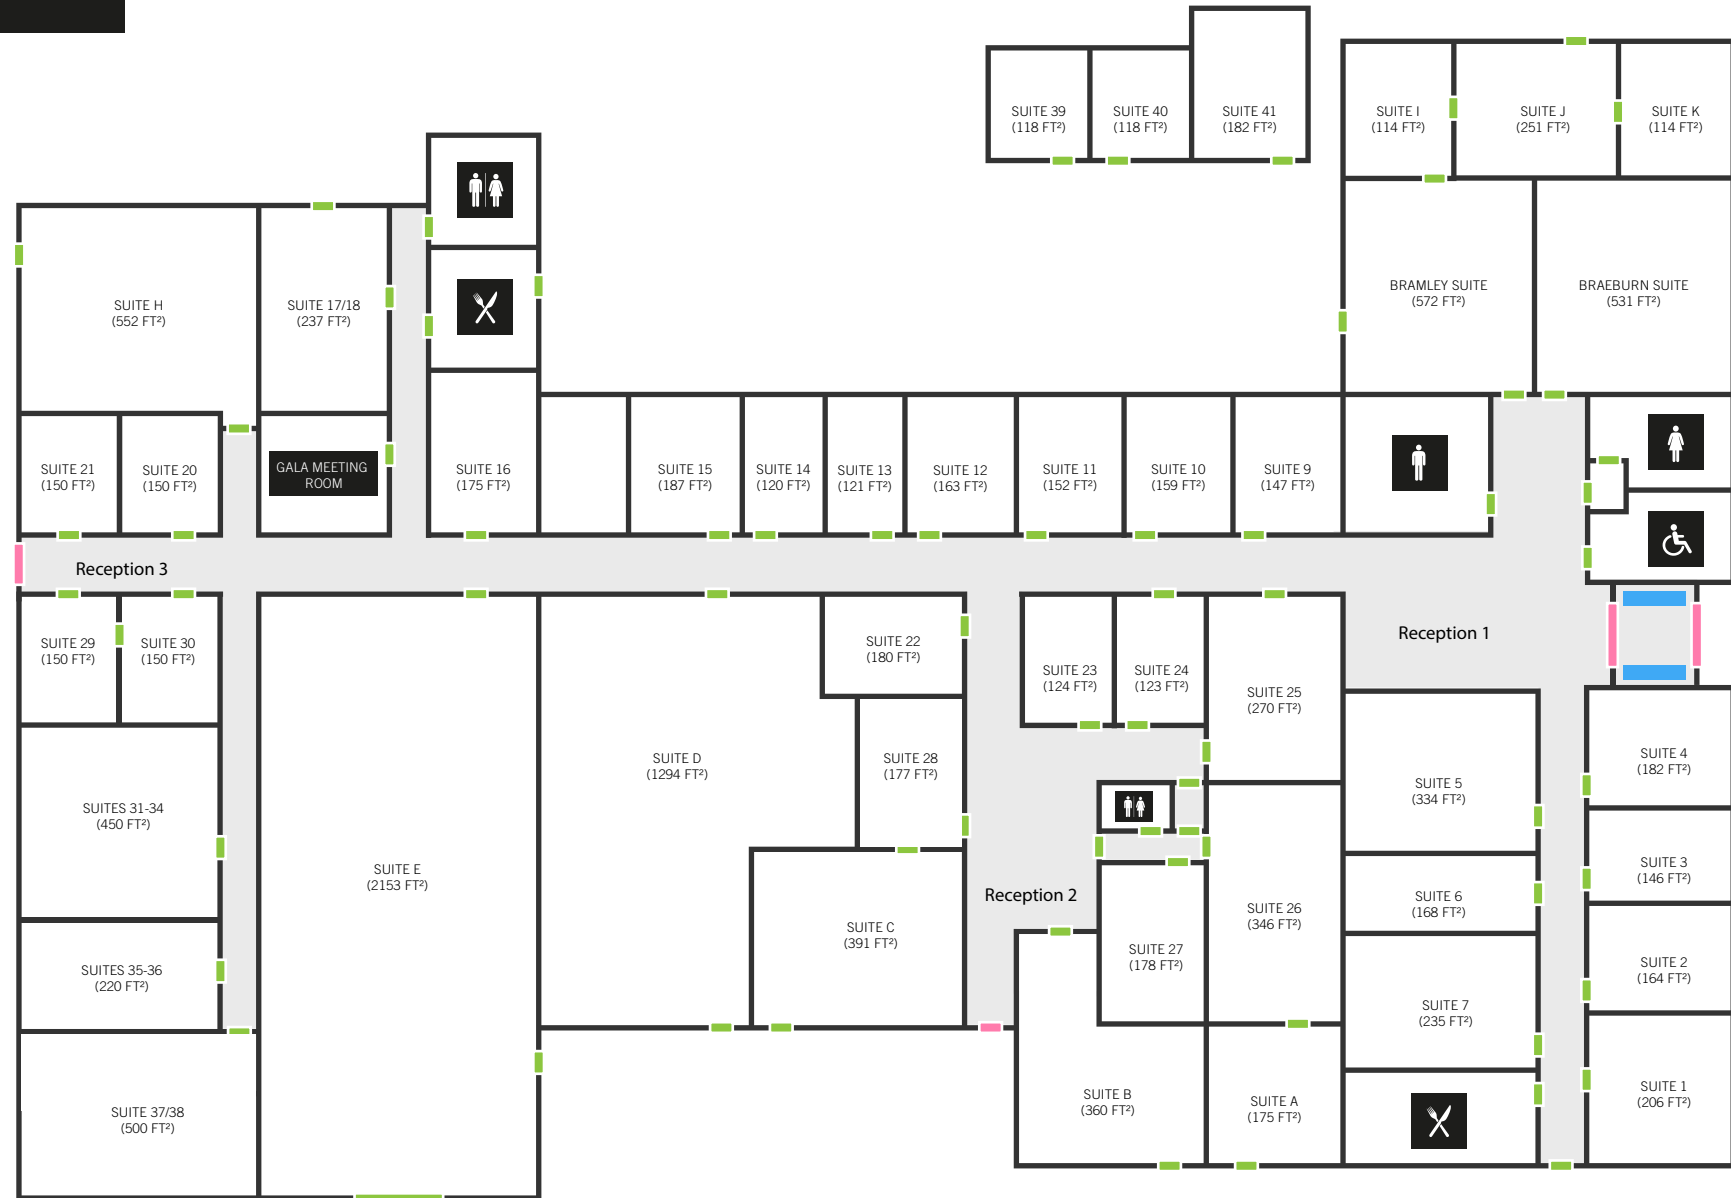 SUITE 39
(118 FT²)
SUITE 40
(118 FT²)
SUITE 41
(182 FT²)
SUITE I
(114 FT²)
SUITE J
(251 FT²)
SUITE K
(114 FT²)
SUITE H
(552 FT²)
SUITE 17/18
(237 FT²)
BRAMLEY SUITE
(572 FT²)
BRAEBURN SUITE
(531 FT²)
SUITE 21
(150 FT²)
SUITE 20
(150 FT²)
GALA MEETING
ROOM
SUITE 16
(175 FT²)
SUITE 15
(187 FT²)
SUITE 14
(120 FT²)
SUITE 13
(121 FT²)
SUITE 12
(163 FT²)
SUITE 11
(152 FT²)
SUITE 10
(159 FT²)
SUITE 9
(147 FT²)
Reception 3
Reception 1
SUITE 29
(150 FT²)
SUITE 30
(150 FT²)
SUITE 22
(180 FT²)
SUITE 23
(124 FT²)
SUITE 24
(123 FT²)
SUITE 25
(270 FT²)
SUITE D
(1294 FT²)
SUITE 28
(177 FT²)
SUITE 4
(182 FT²)
SUITE 5
(334 FT²)
SUITES 31-34
(450 FT²)
SUITE E
(2153 FT²)
SUITE 3
(146 FT²)
Reception 2
SUITE 6
(168 FT²)
SUITE C
(391 FT²)
SUITE 26
(346 FT²)
SUITE 27
(178 FT²)
SUITES 35-36
(220 FT²)
SUITE 2
(164 FT²)
SUITE 7
(235 FT²)
SUITE 37/38
(500 FT²)
SUITE B
(360 FT²)
SUITE A
(175 FT²)
SUITE 1
(206 FT²)